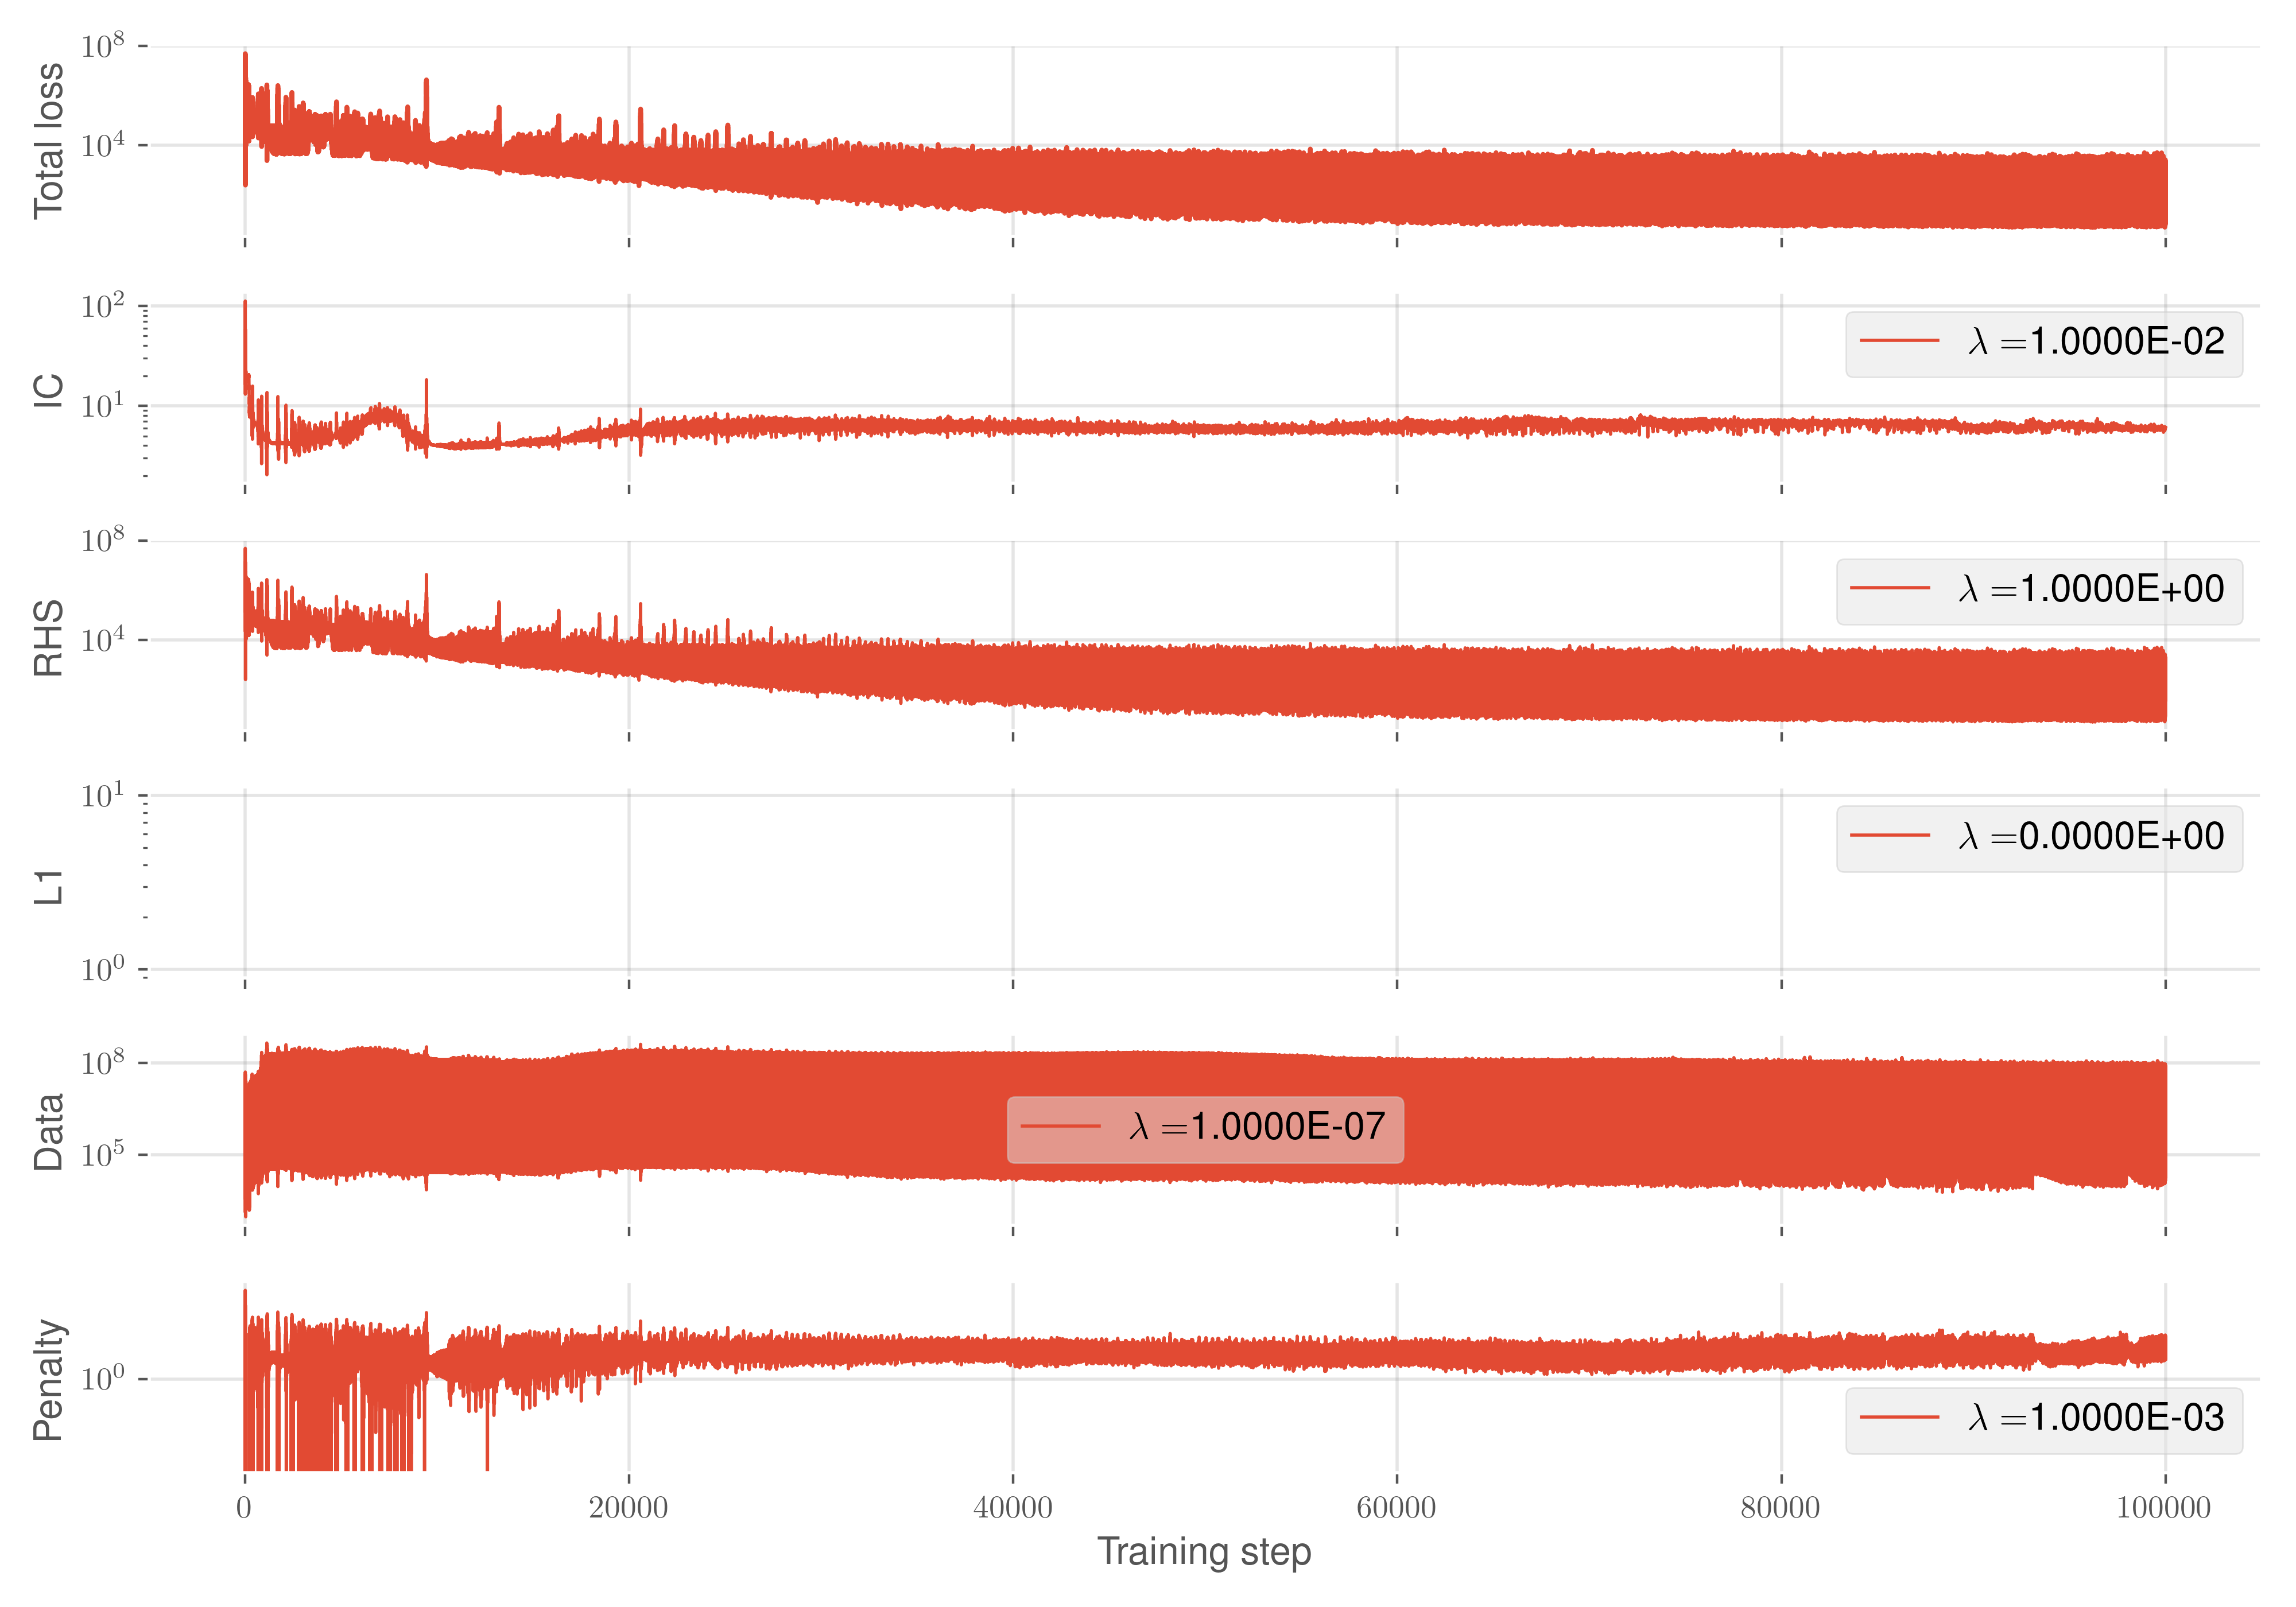 Total loss
10^8
10^4
IC
10^2
10^1
λ =1.0000E-02
RHS
10^8
10^4
λ =1.0000E+00
L1
10^1
10^0
λ =0.0000E+00
Data
10^8
10^5
λ =1.0000E-07
Penalty
10^0
λ =1.0000E-03
0 20000 40000 60000 80000 100000
Training step